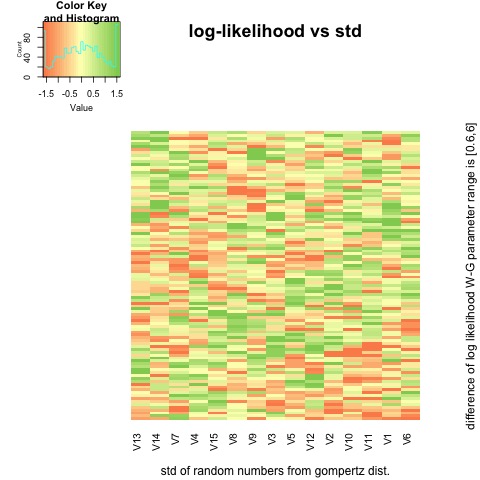 Color Key
and Histogram
log-likelihood vs std
Count
0 40 80
-1.5 -0.5 0.5 1.5
Value
difference of log likelihood W-G parameter range is [0.6,6]
V13 V14 V7 V4 V15 V8 V9 V3 V5 V12 V2 V10 V11 V1 V6
std of random numbers from gompertz dist.